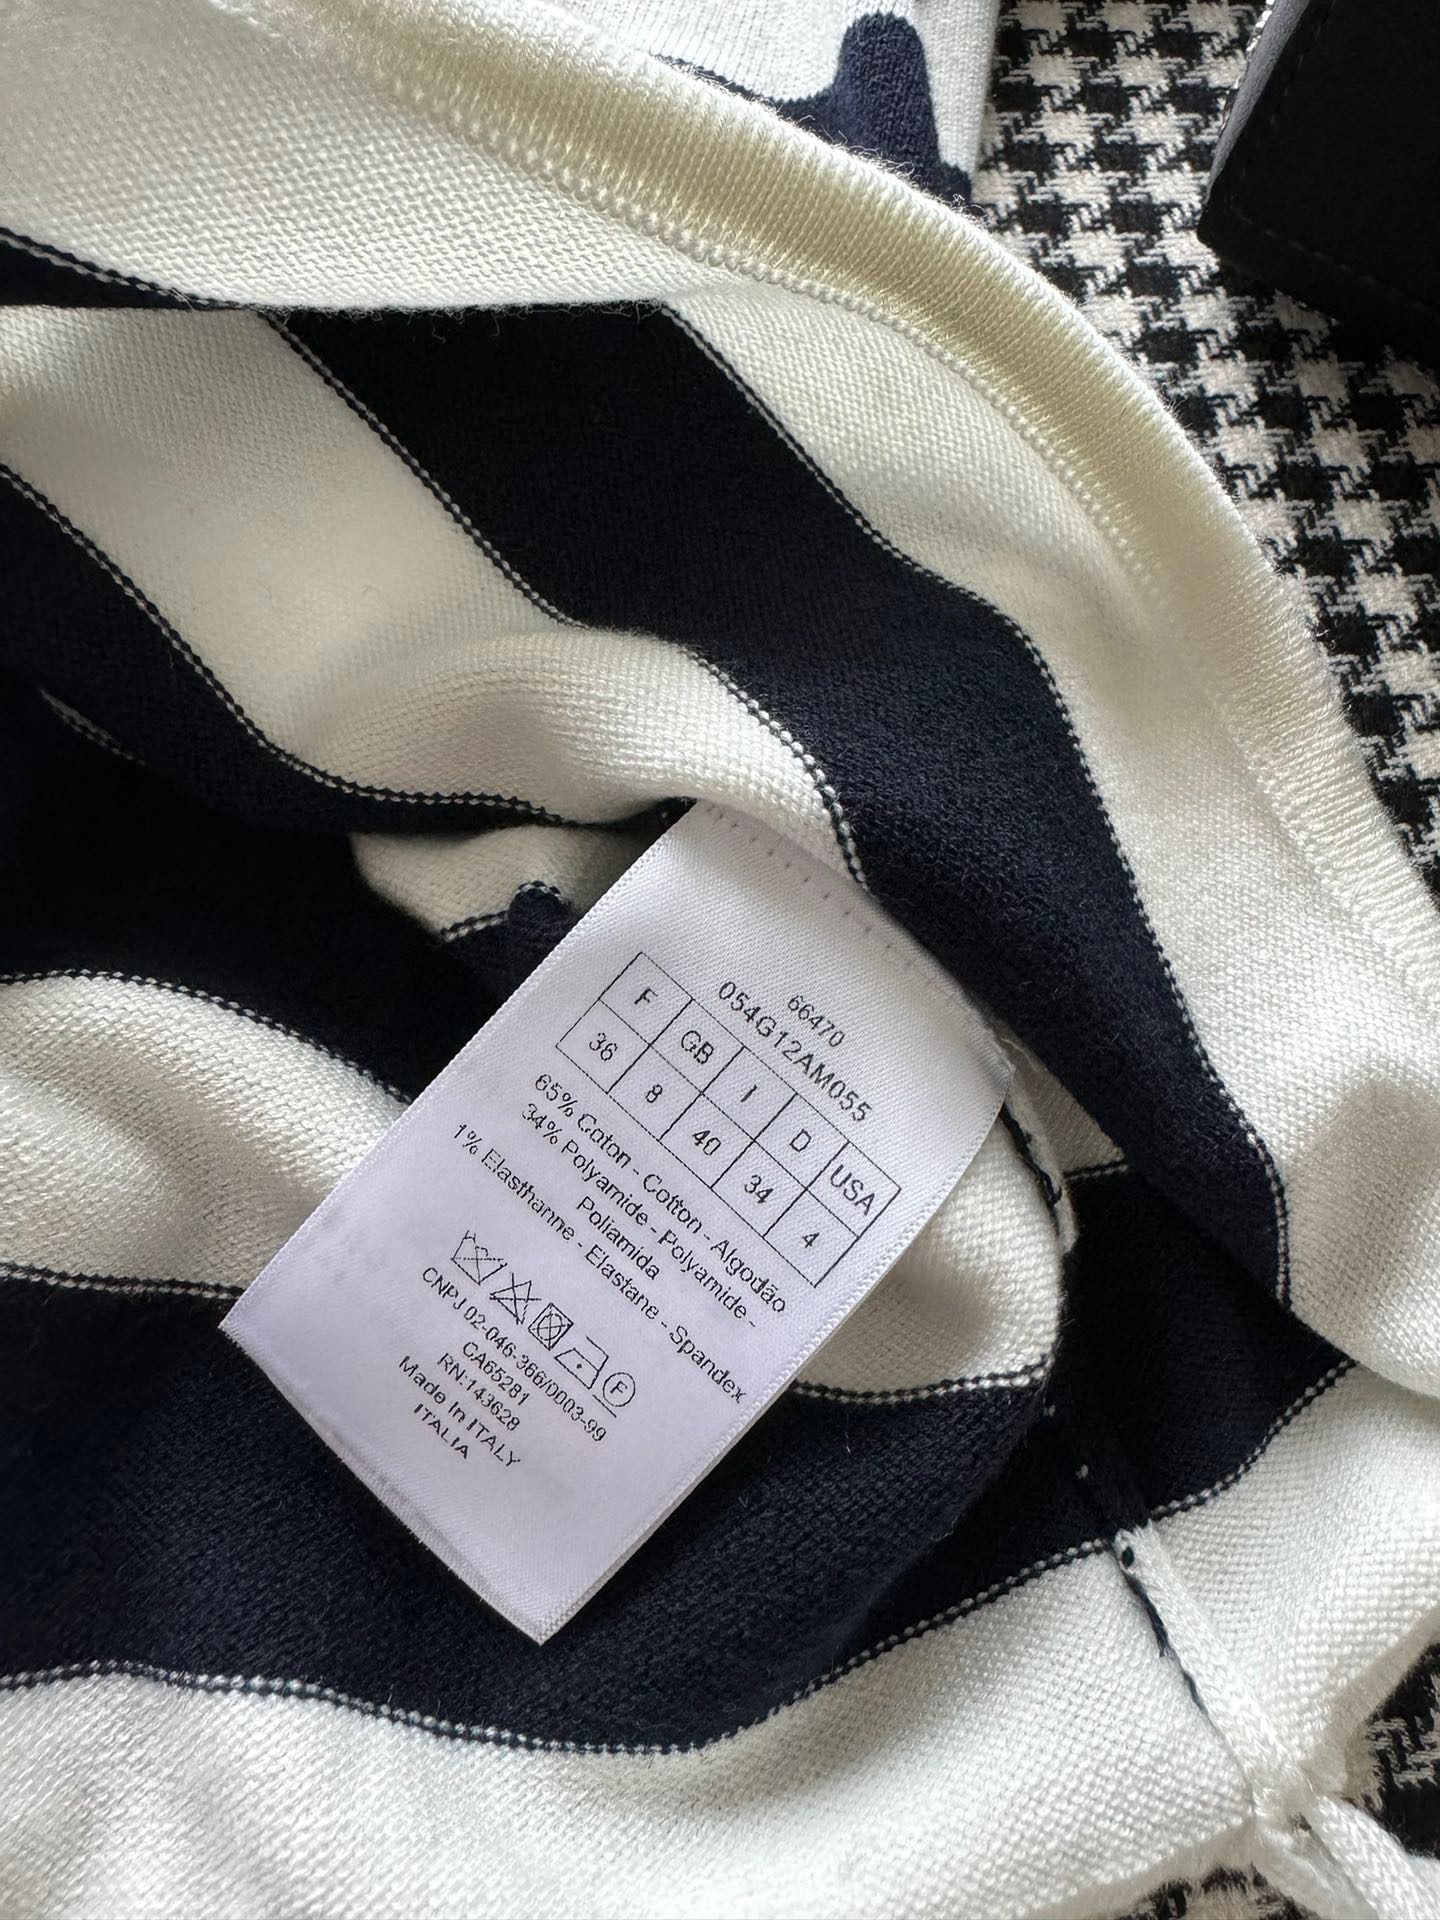 66470
054G12AM055
F GB I D USA
36 8 40 34 4
65% Coton - Cotton - Algodão
34% Polyamide - Polyamide -
Poliamida
1% Elasthanne - Elastane - Spandex
F
CNPJ 02-046-366/0003-99
CA65281
RN:143628
Made In ITALY
ITALIA